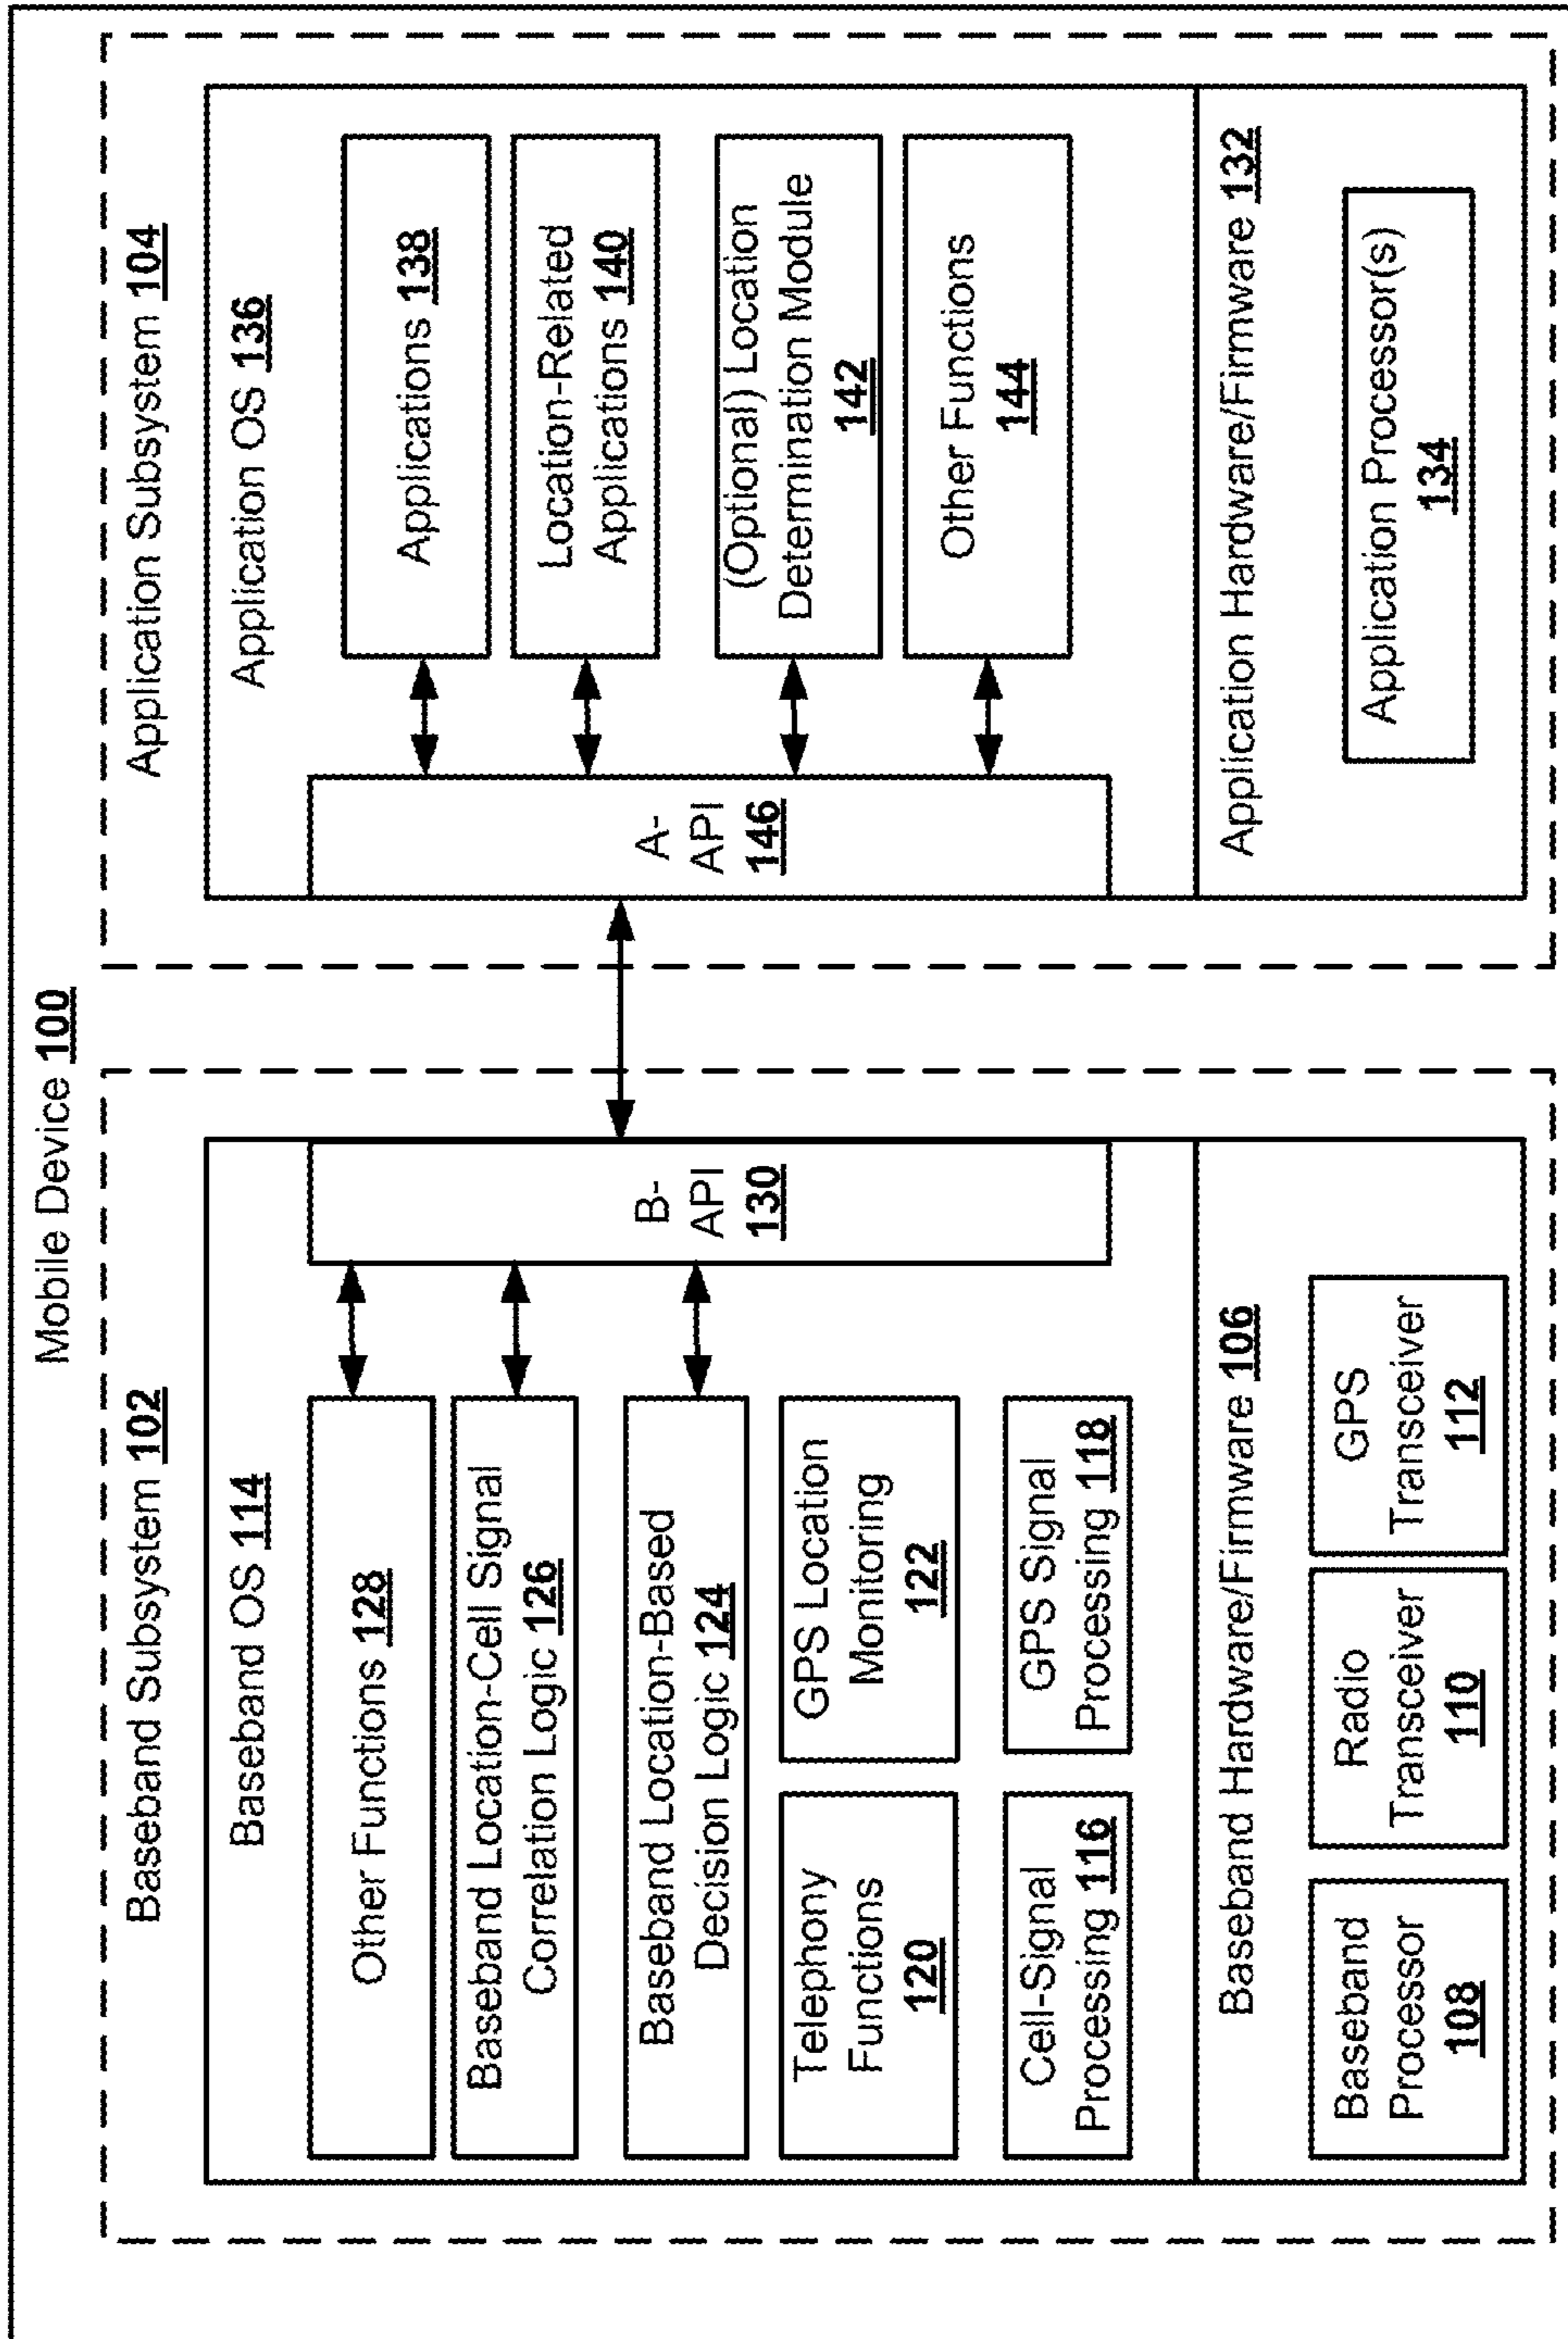 Mobile Device 100
Baseband Subsystem 102
Baseband OS 114
Other Functions 128
Baseband Location-Cell Signal
Correlation Logic 126
Baseband Location-Based
Decision Logic 124
Telephony
Functions
120
GPS Location
Monitoring
122
Cell-Signal
Processing 116
GPS Signal
Processing 118
B-
API
130
Baseband Hardware/Firmware 106
Baseband
Processor
108
Radio
Transceiver
110
GPS
Transceiver
112
Application Subsystem 104
Application OS 136
A-
API
146
Applications 138
Location-Related
Applications 140
(Optional) Location
Determination Module
142
Other Functions
144
Application Hardware/Firmware 132
Application Processor(s)
134